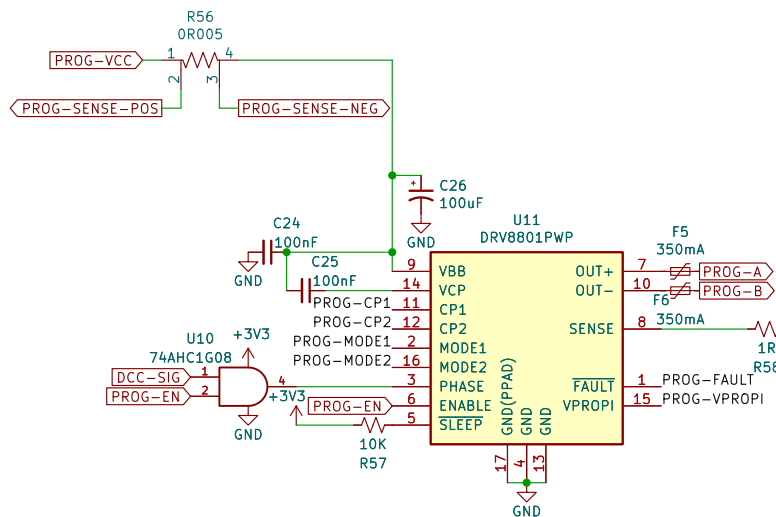 R56
0R005
PROG-VCC
1
4
2
3
PROG-SENSE-POS
PROG-SENSE-NEG
+
C26
100uF
GND
C24
100nF
GND
C25
100nF
U11
DRV8801PWP
9 VBB
14 VCP
11 CP1
12 CP2
2 MODE1
16 MODE2
3 PHASE
6 ENABLE
5 SLEEP
PROG-CP1
PROG-CP2
PROG-MODE1
PROG-MODE2
OUT+ 7
OUT- 10
SENSE 8
FAULT 1
VPROPI 15
GND(PPAD) 17
GND 4
GND 13
GND
F5
350mA
PROG-A
PROG-B
F6
350mA
1R
R58
PROG-FAULT
PROG-VPROPI
U10
74AHC1G08
+3V3
DCC-SIG
PROG-EN
1
2
4
GND
+3V3
PROG-EN
10K
R57